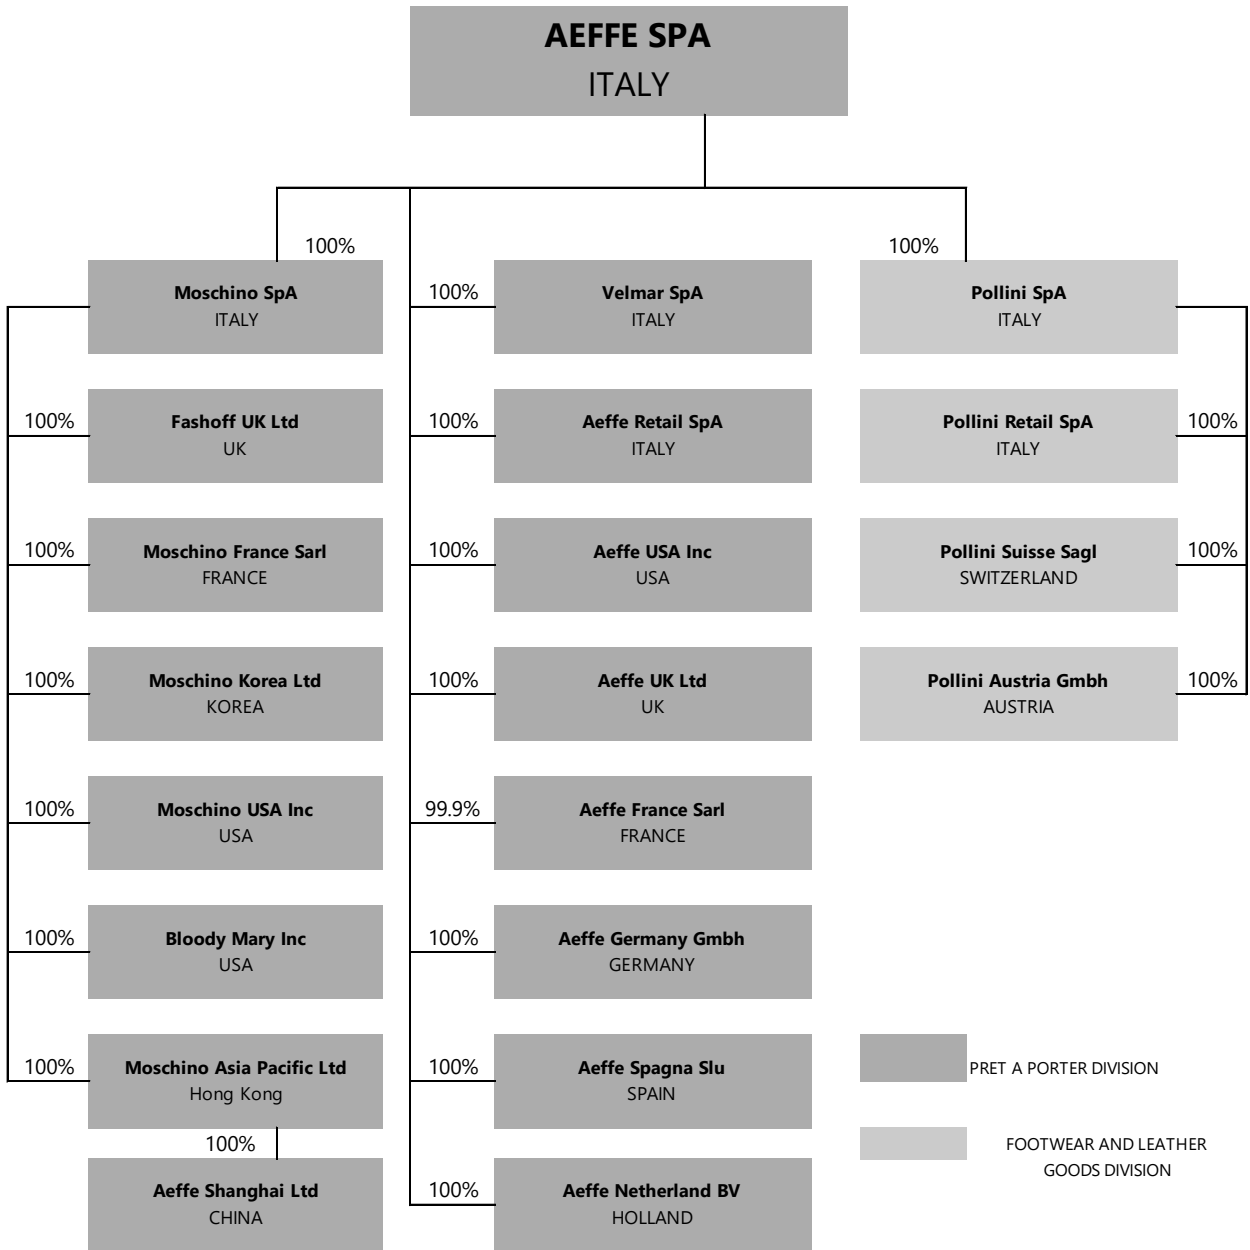 AEFFE SPA
ITALY
100%
100%
Moschino SpA
ITALY
100%
Velmar SpA
ITALY
Pollini SpA
ITALY
100%
Fashoff UK Ltd
UK
100%
Aeffe Retail SpA
ITALY
Pollini Retail SpA
ITALY
100%
100%
Moschino France Sarl
FRANCE
100%
Aeffe USA Inc
USA
Pollini Suisse Sagl
SWITZERLAND
100%
100%
Moschino Korea Ltd
KOREA
100%
Aeffe UK Ltd
UK
Pollini Austria Gmbh
AUSTRIA
100%
100%
Moschino USA Inc
USA
99.9%
Aeffe France Sarl
FRANCE
100%
Bloody Mary Inc
USA
100%
Aeffe Germany Gmbh
GERMANY
100%
Moschino Asia Pacific Ltd
Hong Kong
100%
Aeffe Spagna Slu
SPAIN
PRET A PORTER DIVISION
100%
Aeffe Shanghai Ltd
CHINA
100%
Aeffe Netherland BV
HOLLAND
FOOTWEAR AND LEATHER
GOODS DIVISION